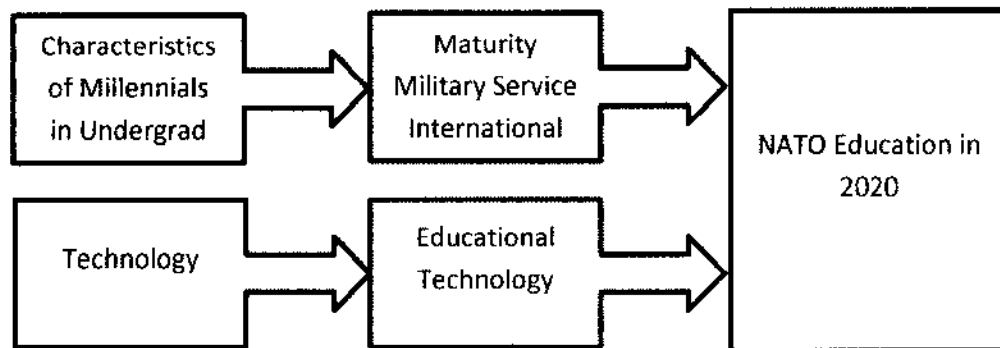 Characteristics
of Millennials
in Undergrad
Maturity
Military Service
International
NATO Education in
2020
Technology
Educational
Technology